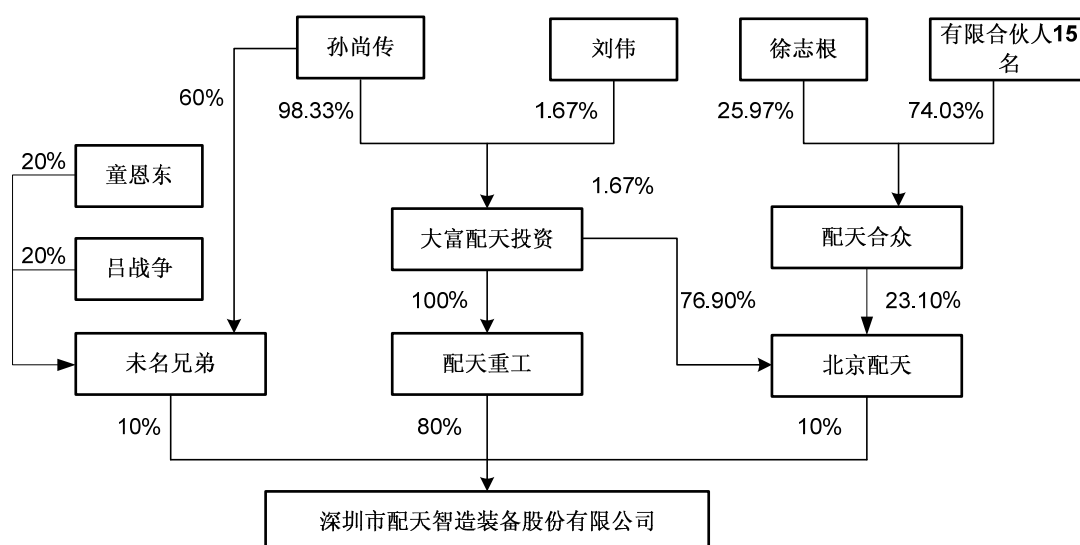 孙尚传
刘伟
徐志根
有限合伙人15
名
60%
98.33%
1.67%
25.97%
74.03%
20%
童恩东
1.67%
大富配天投资
配天合众
20%
吕战争
100%
76.90%
23.10%
未名兄弟
配天重工
北京配天
10%
80%
10%
深圳市配天智造装备股份有限公司